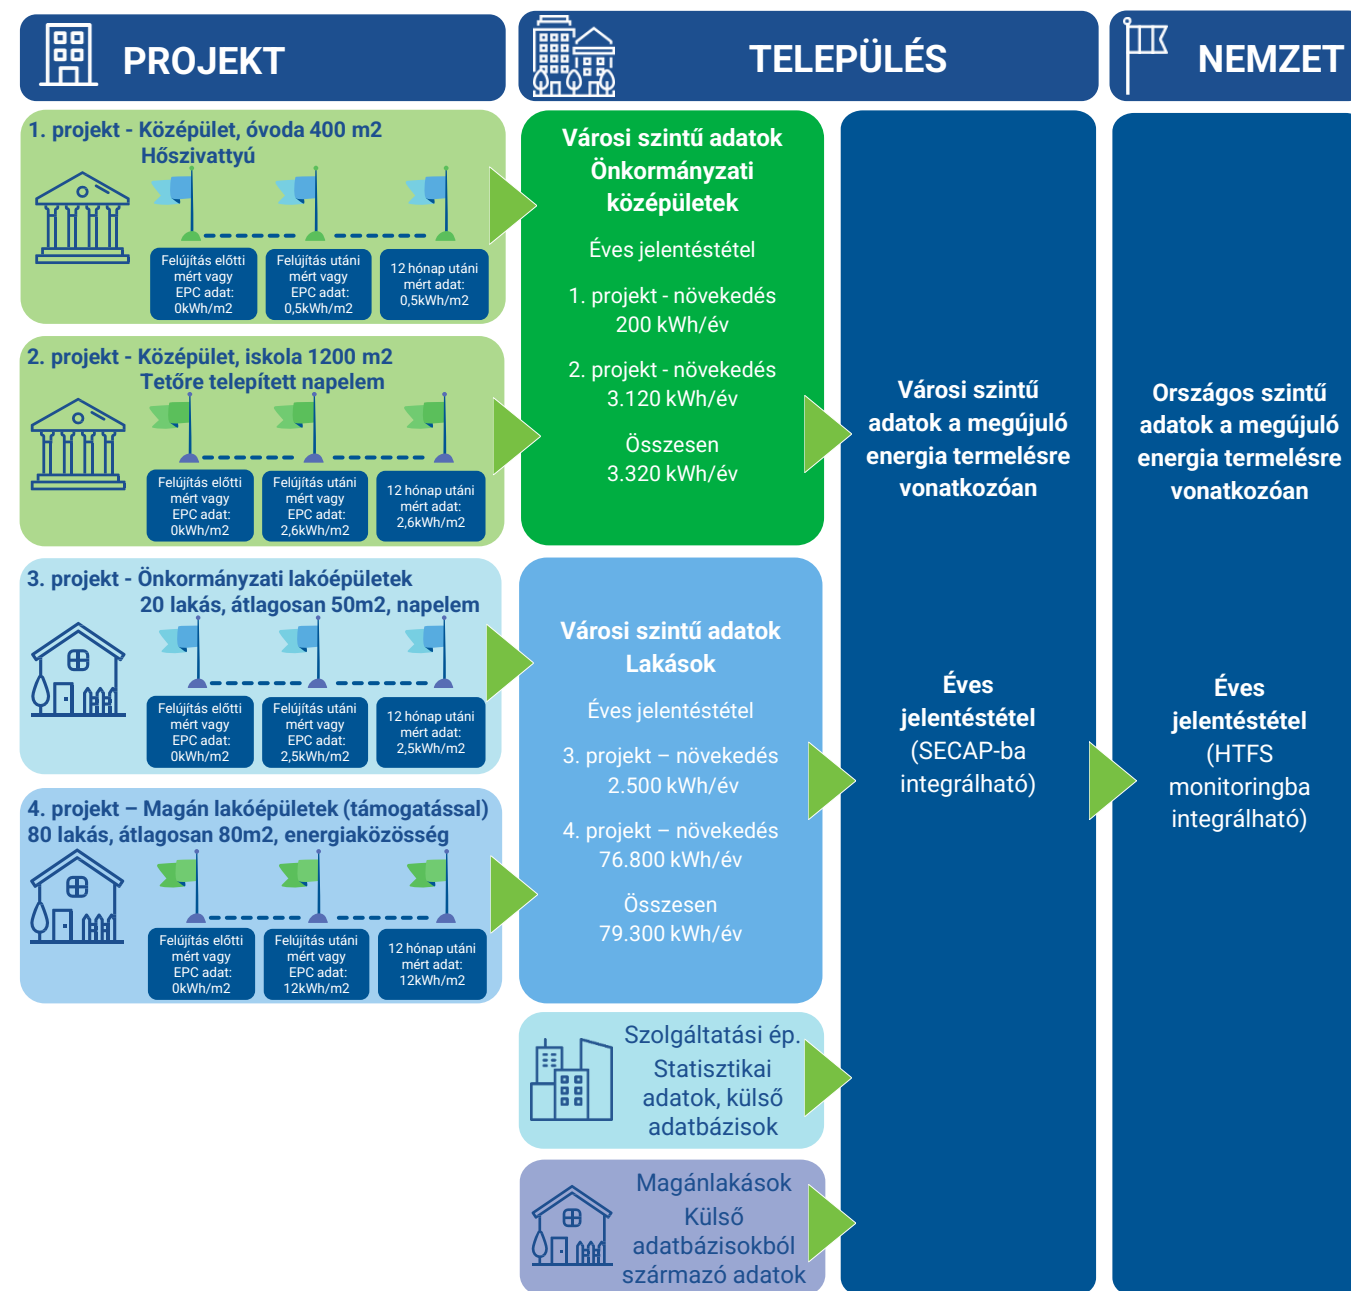 PROJEKT
TELEPÜLÉS
NEMZET
1. projekt - Középület, óvoda 400 m2
Hőszivattyú
Felújítás előtti
mért vagy
EPC adat:
0kWh/m2
Felújítás utáni
mért vagy
EPC adat:
0,5kWh/m2
12 hónap utáni
mért adat:
0,5kWh/m2
2. projekt - Középület, iskola 1200 m2
Tetőre telepített napelem
Felújítás előtti
mért vagy
EPC adat:
0kWh/m2
Felújítás utáni
mért vagy
EPC adat:
2,6kWh/m2
12 hónap utáni
mért adat:
2,6kWh/m2
3. projekt - Önkormányzati lakóépületek
20 lakás, átlagosan 50m2, napelem
Felújítás előtti
mért vagy
EPC adat:
0kWh/m2
Felújítás utáni
mért vagy
EPC adat:
2,5kWh/m2
12 hónap utáni
mért adat:
2,5kWh/m2
4. projekt – Magán lakóépületek (támogatással)
80 lakás, átlagosan 80m2, energiaközösség
Felújítás előtti
mért vagy
EPC adat:
0kWh/m2
Felújítás utáni
mért vagy
EPC adat:
12kWh/m2
12 hónap utáni
mért adat:
12kWh/m2
Városi szintű adatok
Önkormányzati
középületek
Éves jelentéstétel
1. projekt - növekedés
200 kWh/év
2. projekt - növekedés
3.120 kWh/év
Összesen
3.320 kWh/év
Városi szintű adatok
Lakások
Éves jelentéstétel
3. projekt – növekedés
2.500 kWh/év
4. projekt – növekedés
76.800 kWh/év
Összesen
79.300 kWh/év
Szolgáltatási ép.
Statisztikai
adatok, külső
adatbázisok
Magánlakások
Külső
adatbázisokból
származó adatok
Városi szintű
adatok a megújuló
energia termelésre
vonatkozóan
Éves
jelentéstétel
(SECAP-ba
integrálható)
Országos szintű
adatok a megújuló
energia termelésre
vonatkozóan
Éves
jelentéstétel
(HTFS
monitoringba
integrálható)